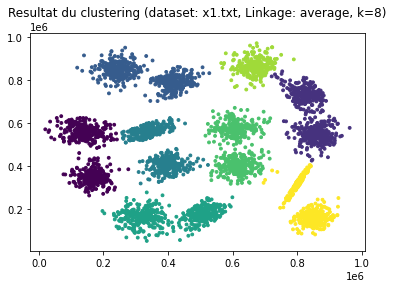 Resultat du clustering (dataset: x1.txt, Linkage: average, k=8)
1e6
1.0
0.8
0.6
0.4
0.2
0.0 0.2 0.4 0.6 0.8 1.0
1e6